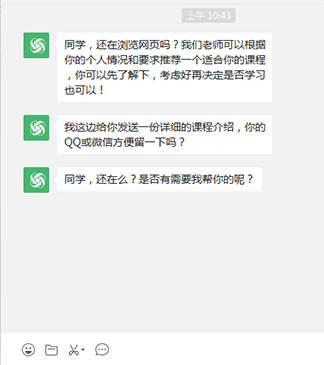 上午 10:43
同学，还在浏览网页吗？我们老师可以根据
你的个人情况和要求推荐一个适合你的课程
，你可以先了解下，考虑好再决定是否学习
也可以！
我这边给你发送一份详细的课程介绍，你的
QQ或微信方便留一下吗？
同学，还在么？是否有需要我帮你的呢？